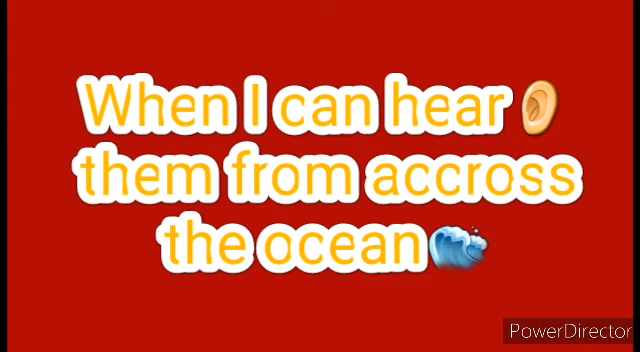 When I can hear👂
them from accross
the ocean🌊
PowerDirector